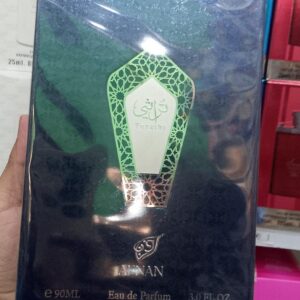 تراثي
Turathi
AFNAN
℮ 90ML Eau de Parfum 3.0 FL.OZ